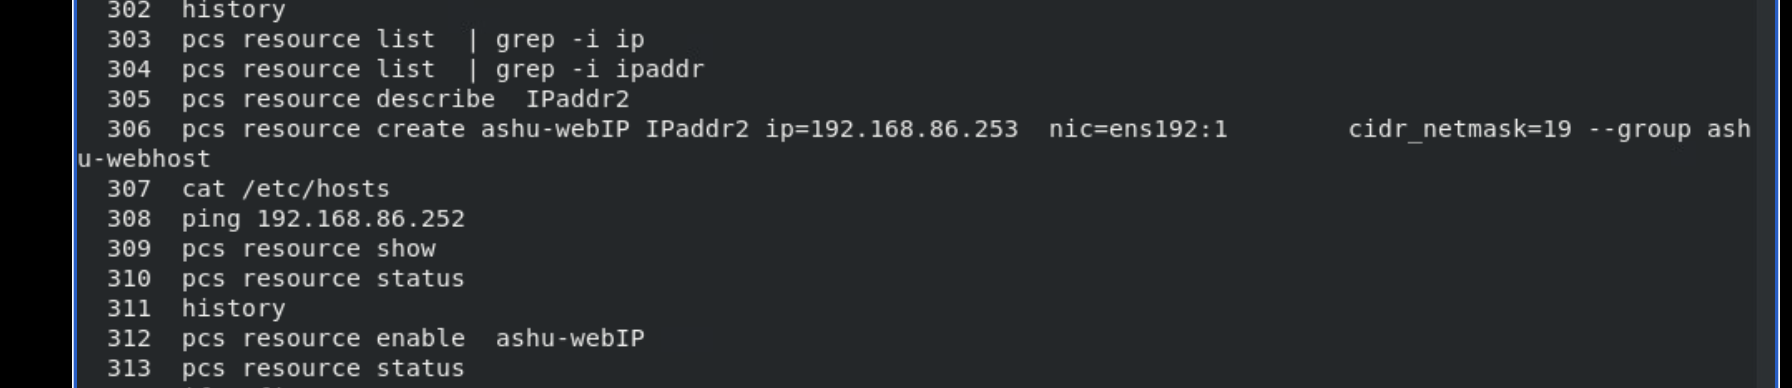 302  history
303  pcs resource list  | grep -i ip
304  pcs resource list  | grep -i ipaddr
305  pcs resource describe  IPaddr2
306  pcs resource create ashu-webIP IPaddr2 ip=192.168.86.253  nic=ens192:1        cidr_netmask=19 --group ash
u-webhost
307  cat /etc/hosts
308  ping 192.168.86.252
309  pcs resource show
310  pcs resource status
311  history
312  pcs resource enable  ashu-webIP
313  pcs resource status